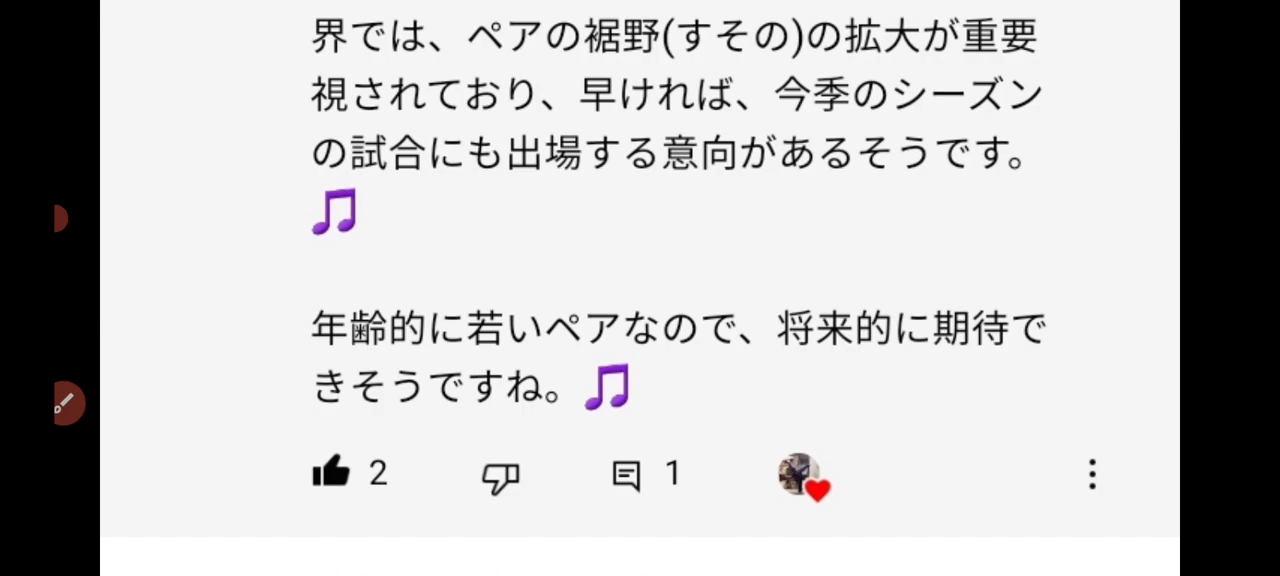 界では、ペアの裾野(すその)の拡大が重要
視されており、早ければ、今季のシーズン
の試合にも出場する意向があるそうです。
🎵
年齢的に若いペアなので、将来的に期待で
きそうですね。🎵
2 1